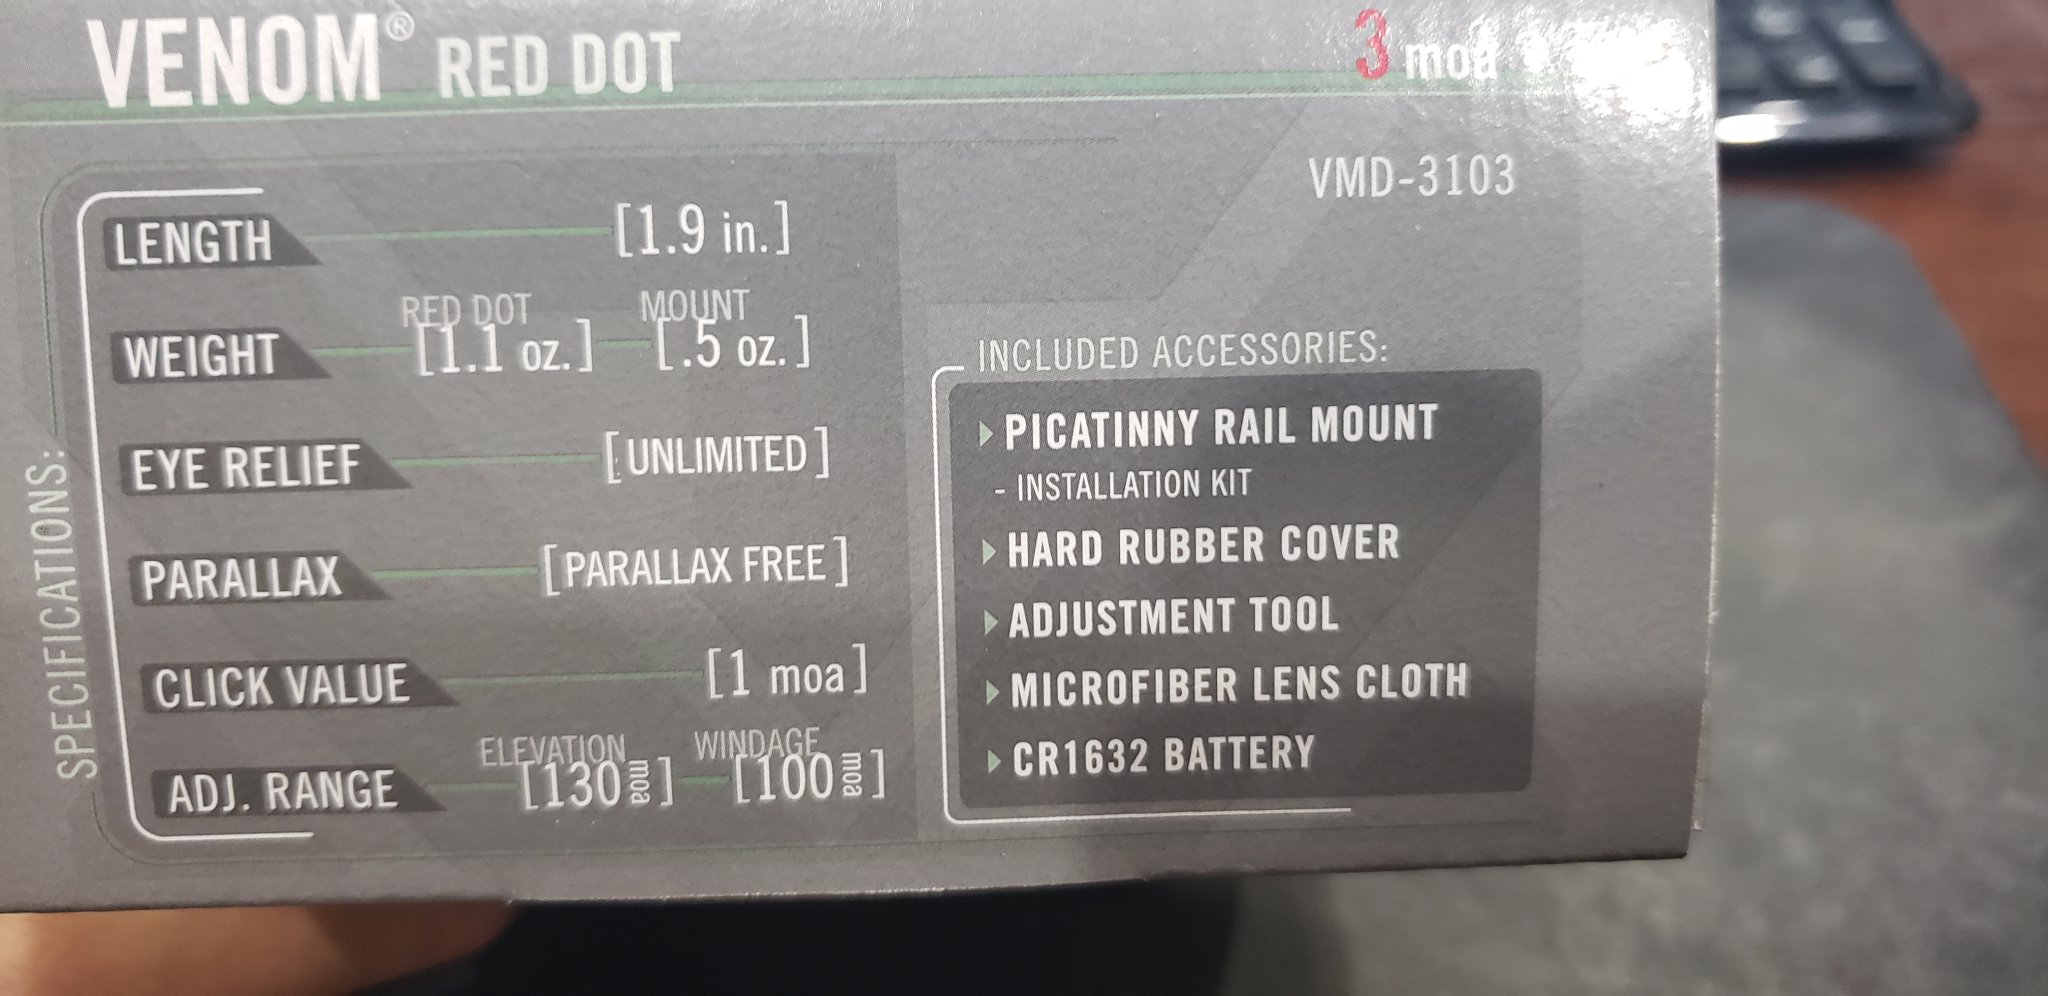 VENOM® RED DOT
3 moa
VMD-3103
SPECIFICATIONS:
LENGTH [1.9 in.]
RED DOT MOUNT
WEIGHT [1.1 oz.] [.5 oz.]
EYE RELIEF [UNLIMITED]
PARALLAX [PARALLAX FREE]
CLICK VALUE [1 moa]
ELEVATION WINDAGE
ADJ. RANGE [130 moa] [100 moa]
INCLUDED ACCESSORIES:
PICATINNY RAIL MOUNT
- INSTALLATION KIT
HARD RUBBER COVER
ADJUSTMENT TOOL
MICROFIBER LENS CLOTH
CR1632 BATTERY